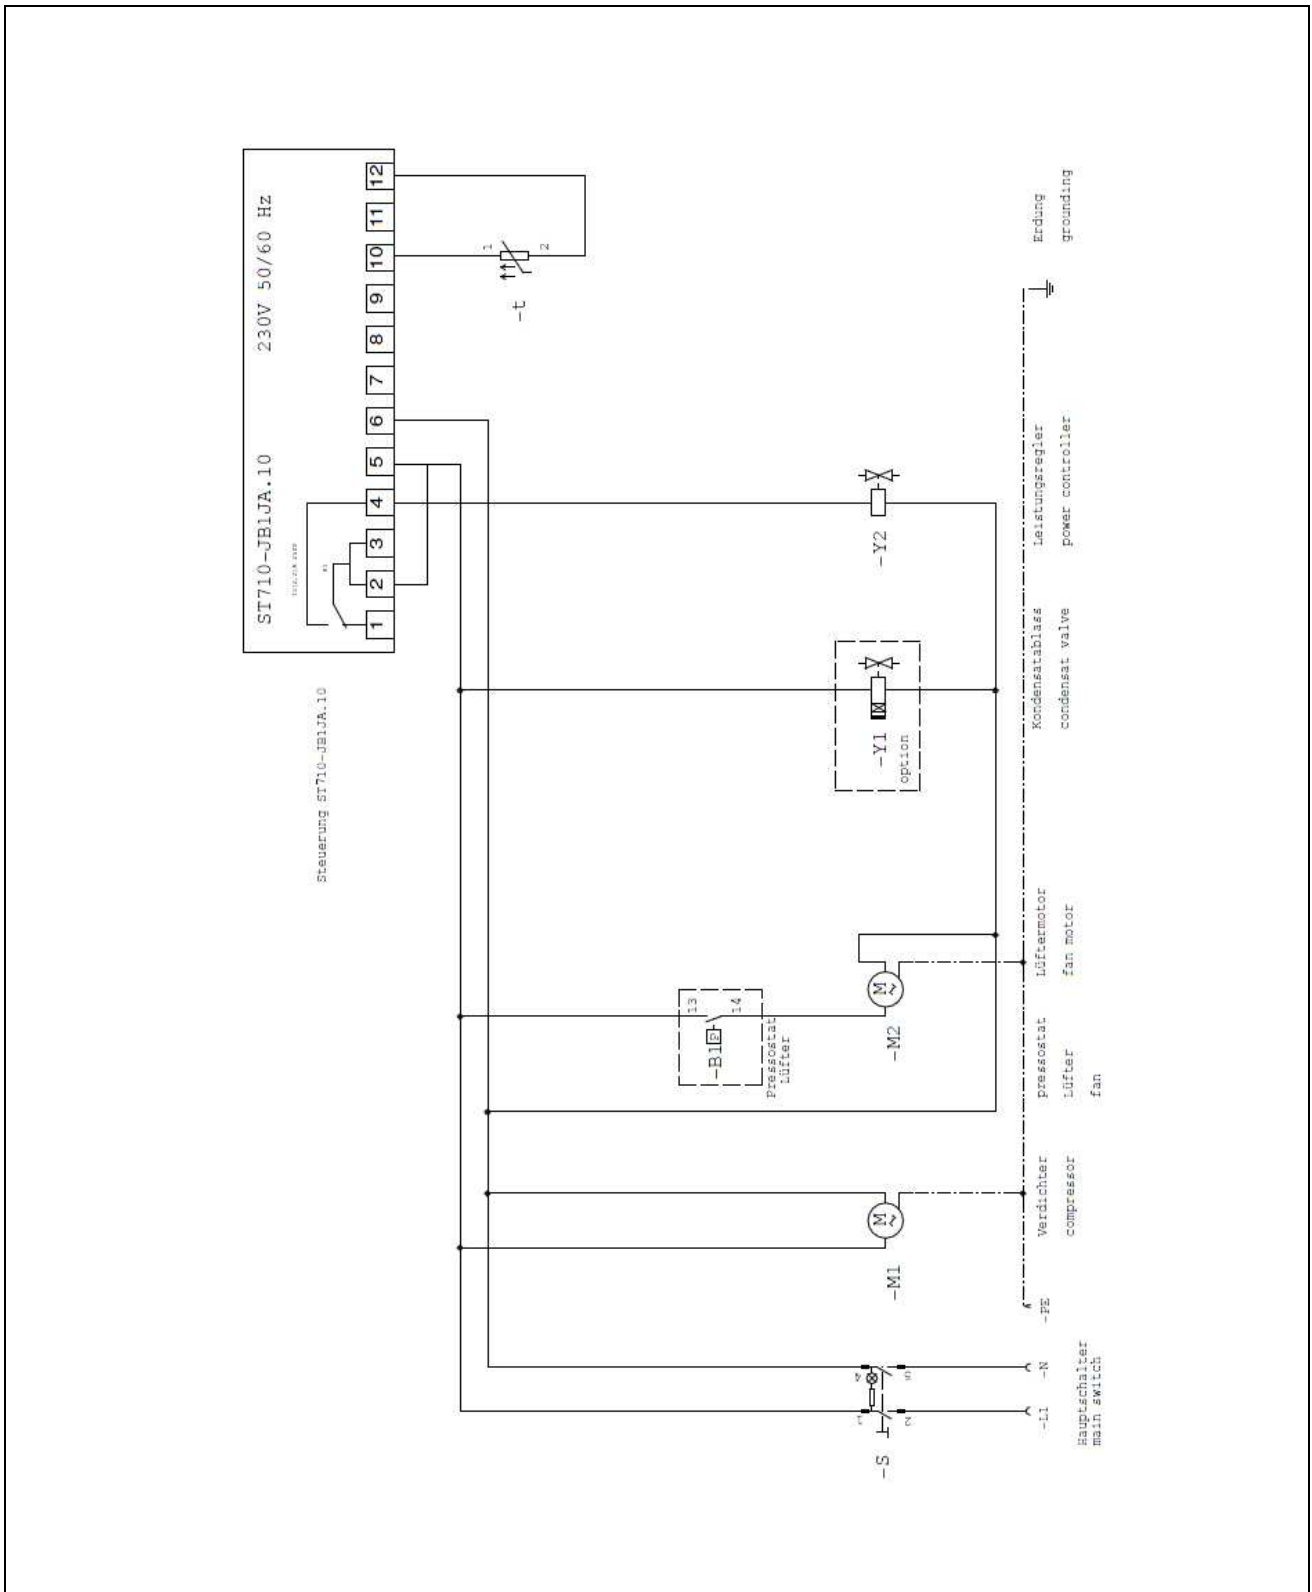 ST710-JB1JA.10
230V 50/60 Hz
1
2
3
4
5
6
7
8
9
10
11
12
Steuerung ST710-JB1JA.10
1
2
-t
-Y2
-Y1
option
13
14
-B1
P
Pressostat
Lüfter
M
~
-M2
M
~
-M1
-S
-L1
-N
-PE
Hauptschalter
main switch
Verdichter
compressor
pressostat
Lüfter
fan
Lüftermotor
fan motor
Kondensatablass
condensat valve
Leistungsregler
power controller
Erdung
grounding